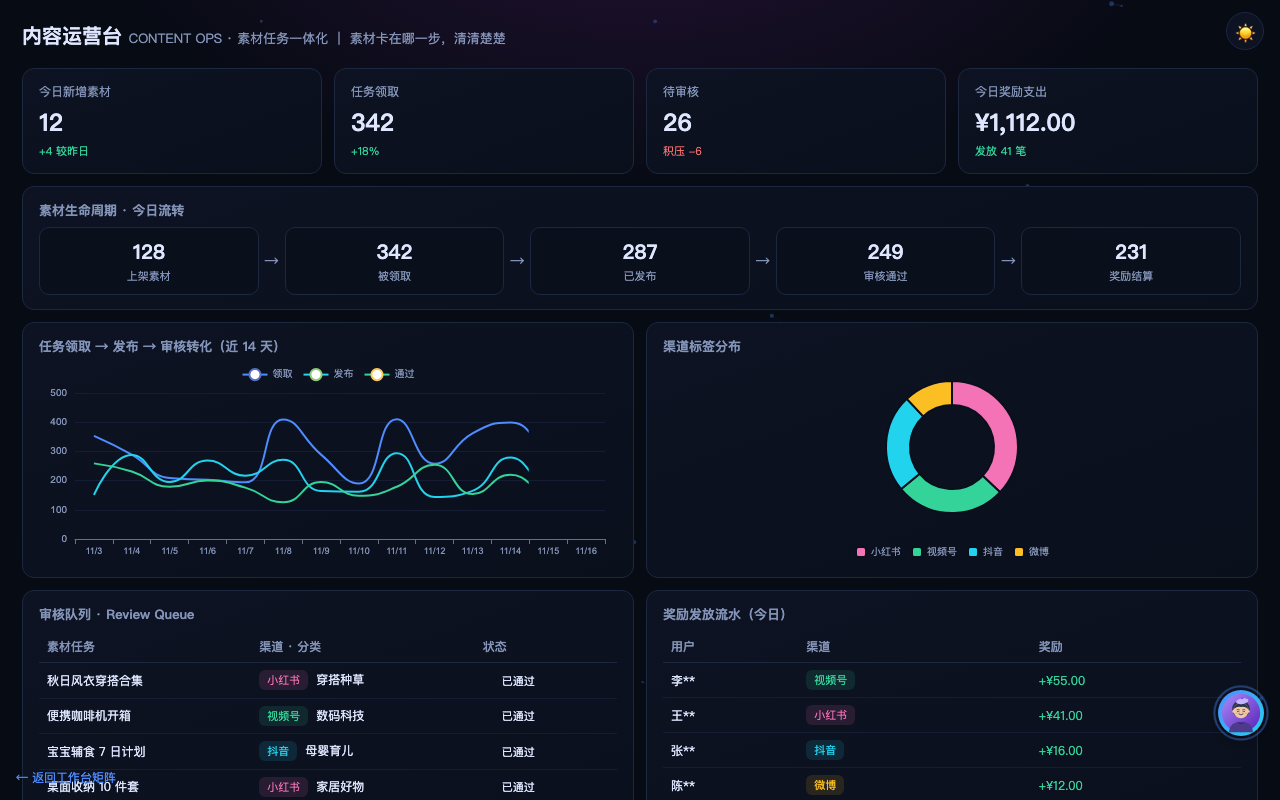 内容运营台 CONTENT OPS · 素材任务一体化 | 素材卡在哪一步，清清楚楚
今日新增素材
12
+4 较昨日
任务领取
342
+18%
待审核
26
积压 −6
今日奖励支出
¥1,112.00
发放 41 笔
素材生命周期 · 今日流转
128
上架素材
→
342
被领取
→
287
已发布
→
249
审核通过
→
231
奖励结算
任务领取 → 发布 → 审核转化（近 14 天）
领取 发布 通过
500
400
300
200
100
0
11/3 11/4 11/5 11/6 11/7 11/8 11/9 11/10 11/11 11/12 11/13 11/14 11/15 11/16
渠道标签分布
小红书 视频号 抖音 微博
审核队列 · Review Queue
素材任务 渠道 · 分类 状态
秋日风衣穿搭合集 小红书 穿搭种草 已通过
便携咖啡机开箱 视频号 数码科技 已通过
宝宝辅食 7 日计划 抖音 母婴育儿 已通过
桌面收纳 10 件套 小红书 家居好物 已通过
奖励发放流水（今日）
用户 渠道 奖励
李** 视频号 +¥55.00
王** 小红书 +¥41.00
张** 抖音 +¥16.00
陈** 微博 +¥12.00
← 返回工作台矩阵